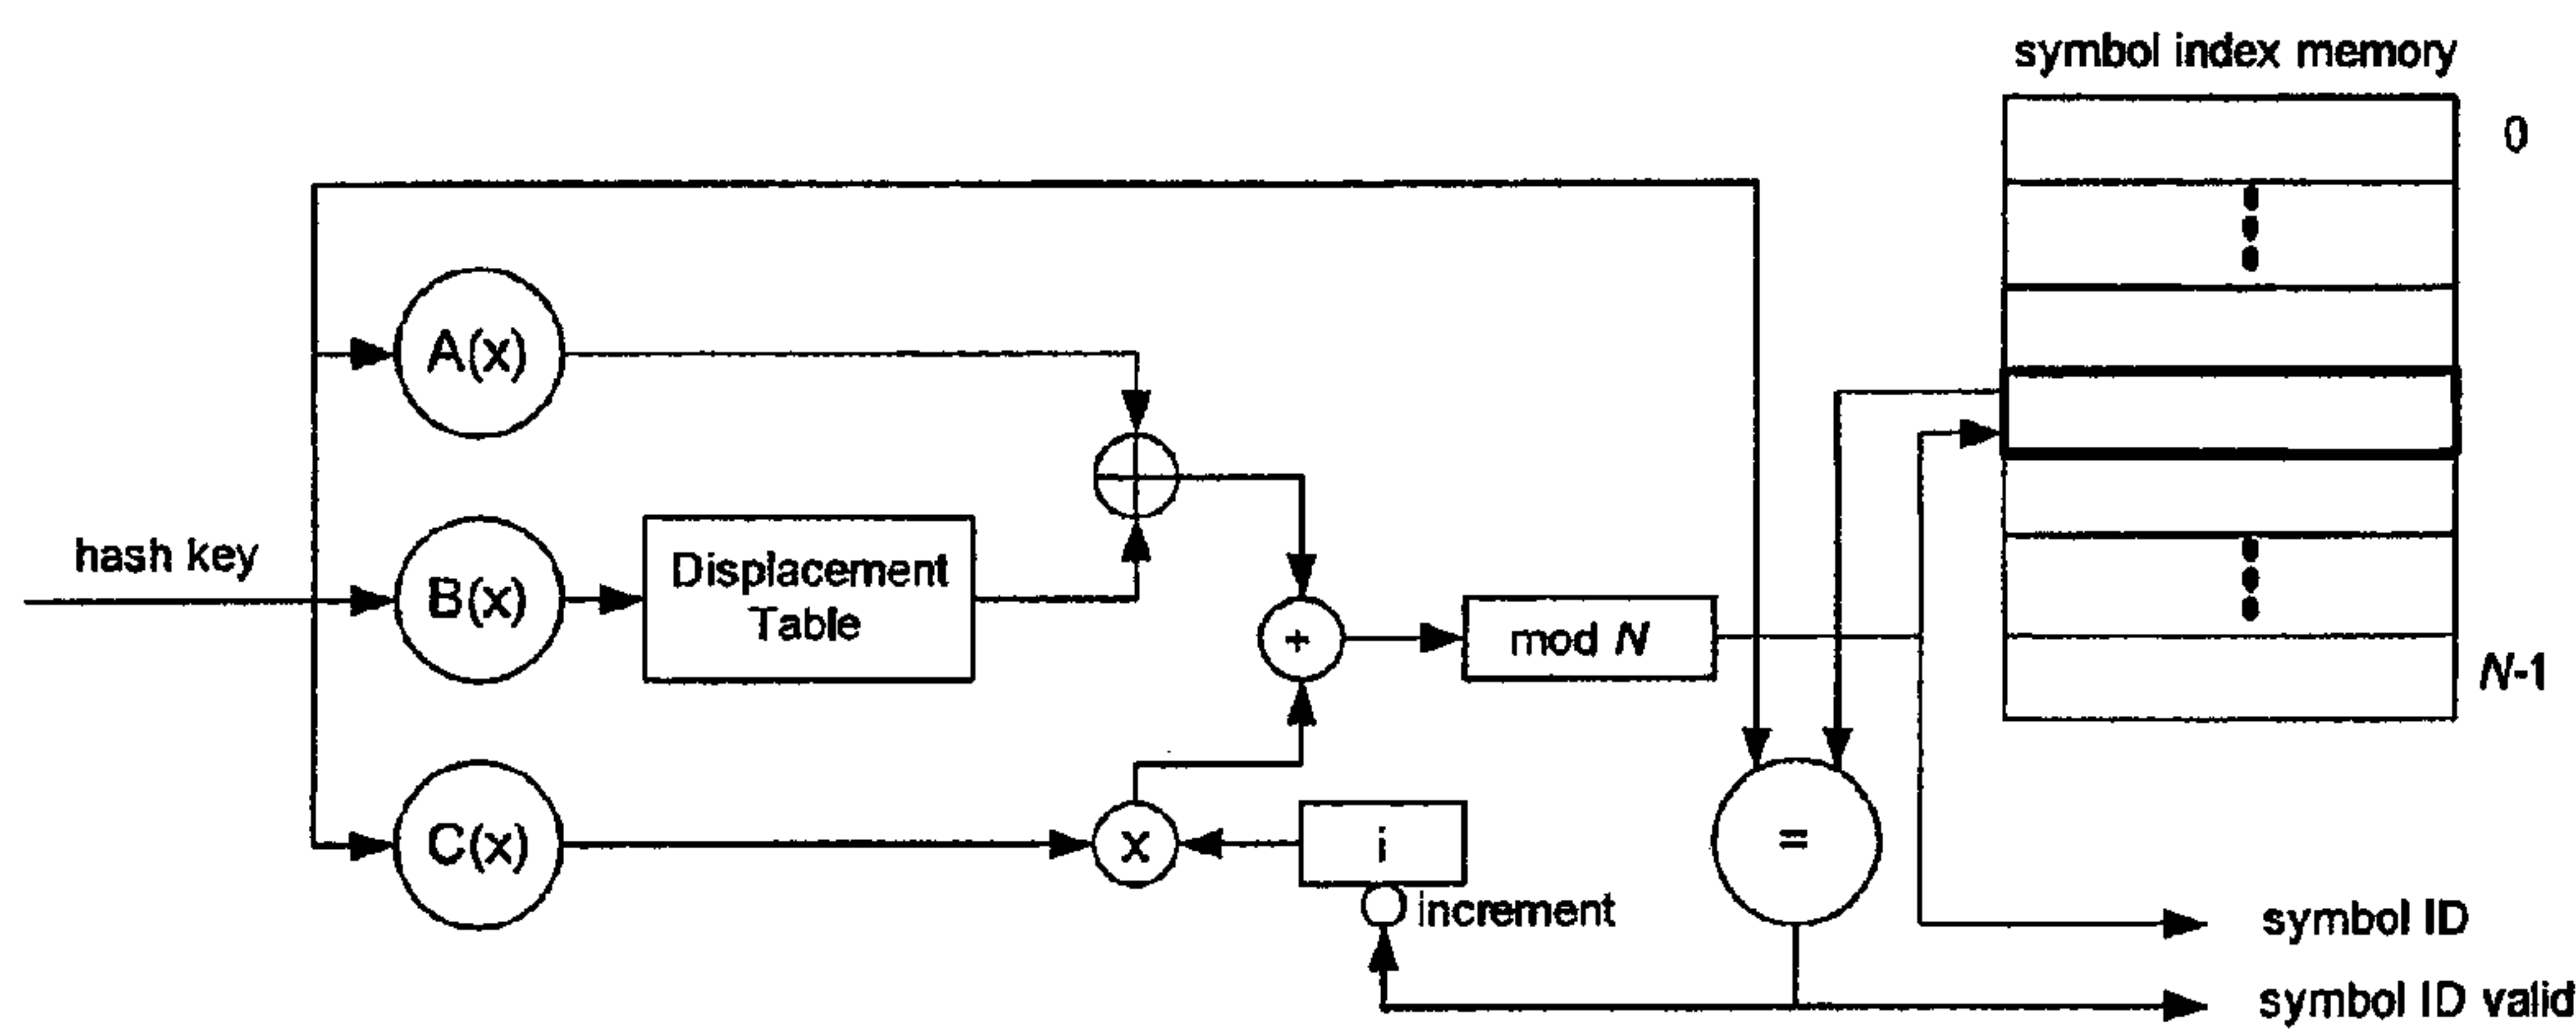 symbol index memory
0
A(x)
hash key
B(x)
Displacement
Table
+
mod N
N-1
C(x)
x
i
=
increment
symbol ID
symbol ID valid